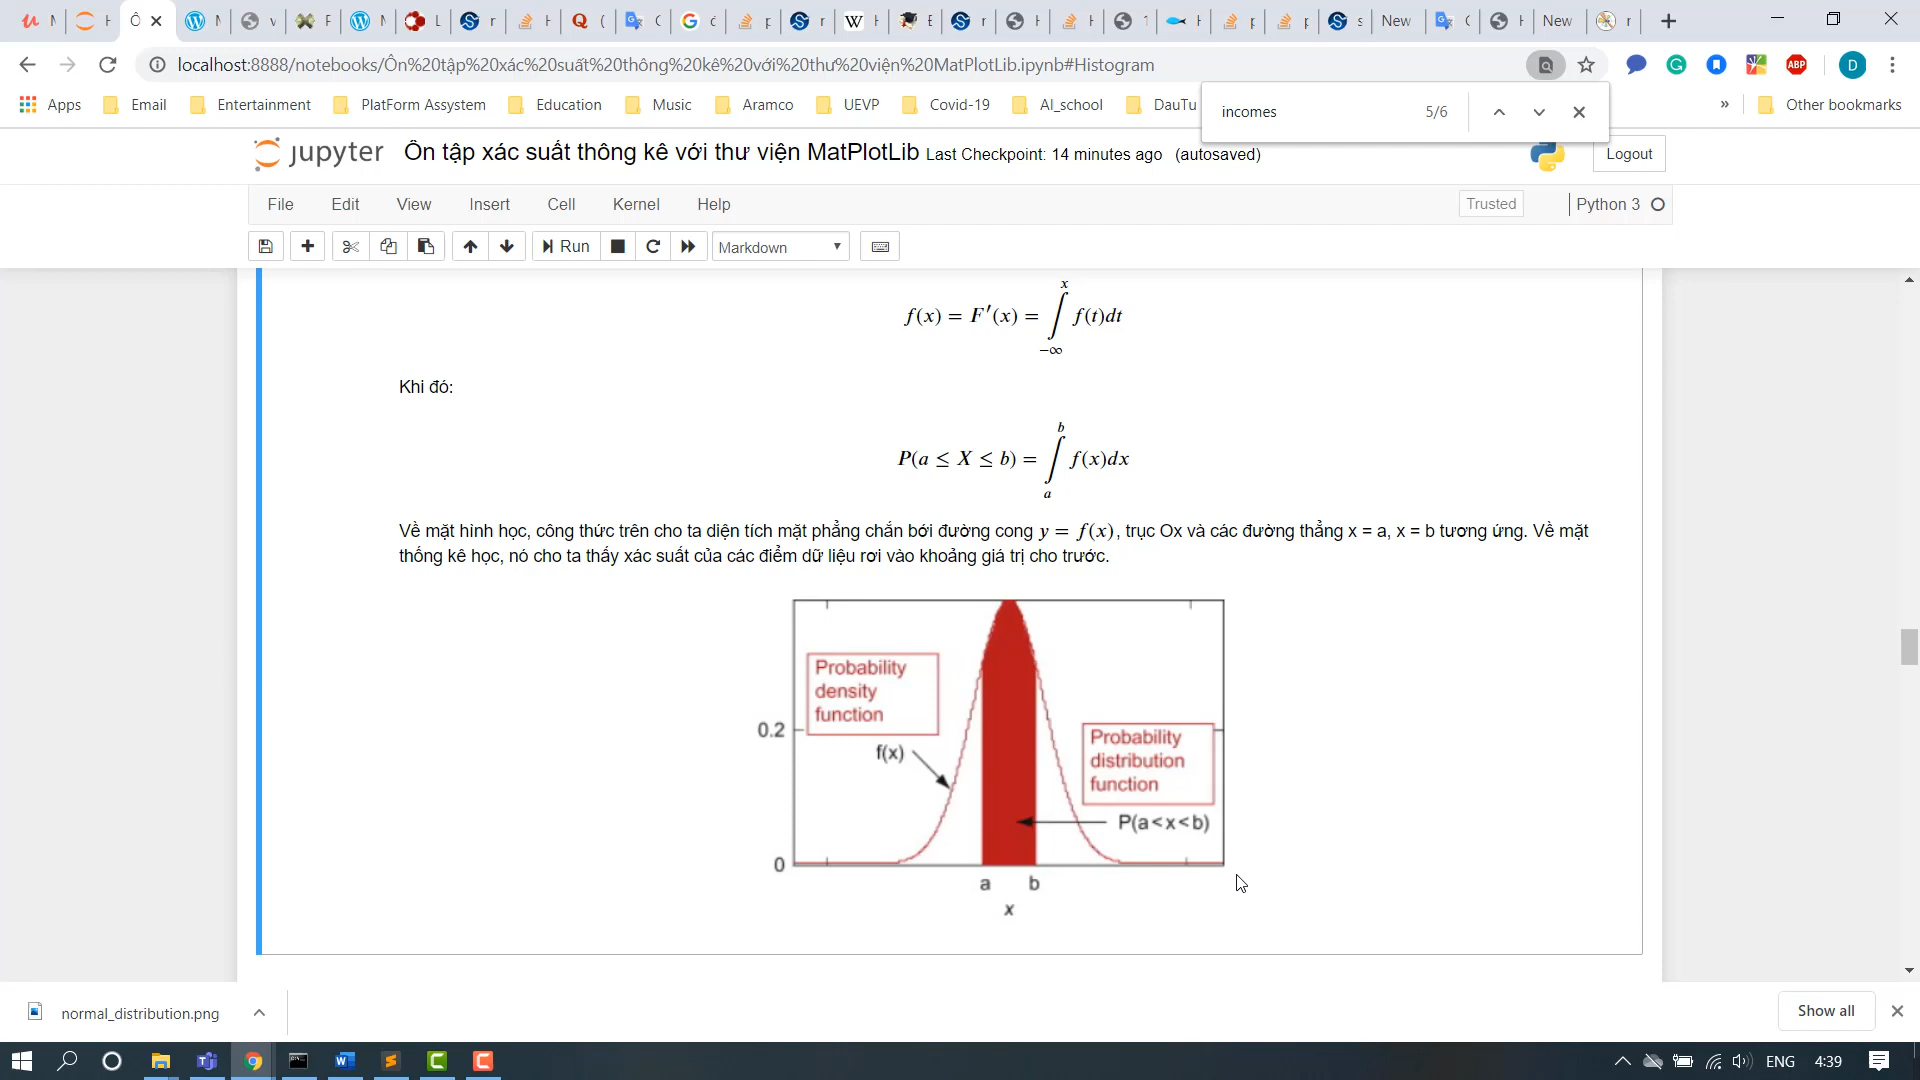 localhost:8888/notebooks/Ôn%20tập%20xác%20suất%20thông%20kê%20với%20thư%20viện%20MatPlotLib.ipynb#Histogram
Apps Email Entertainment PlatForm Assystem Education Music Aramco UEVP Covid-19 AI_school DauTu » Other bookmarks
incomes 5/6
jupyter Ôn tập xác suất thông kê với thư viện MatPlotLib Last Checkpoint: 14 minutes ago (autosaved)
Logout
File Edit View Insert Cell Kernel Help Trusted Python 3
Run Markdown
f(x) = F′(x) = ∫_{−∞}^{x} f(t)dt
Khi đó:
P(a ≤ X ≤ b) = ∫_{a}^{b} f(x)dx
Về mặt hình học, công thức trên cho ta diện tích mặt phẳng chắn bới đường cong y = f(x), trục Ox và các đường thẳng x = a, x = b tương ứng. Về mặt
thống kê học, nó cho ta thấy xác suất của các điểm dữ liệu rơi vào khoảng giá trị cho trước.
Probability
density
function
0.2
f(x)
Probability
distribution
function
P(a<x<b)
0
a b
x
normal_distribution.png
Show all
ENG 4:39